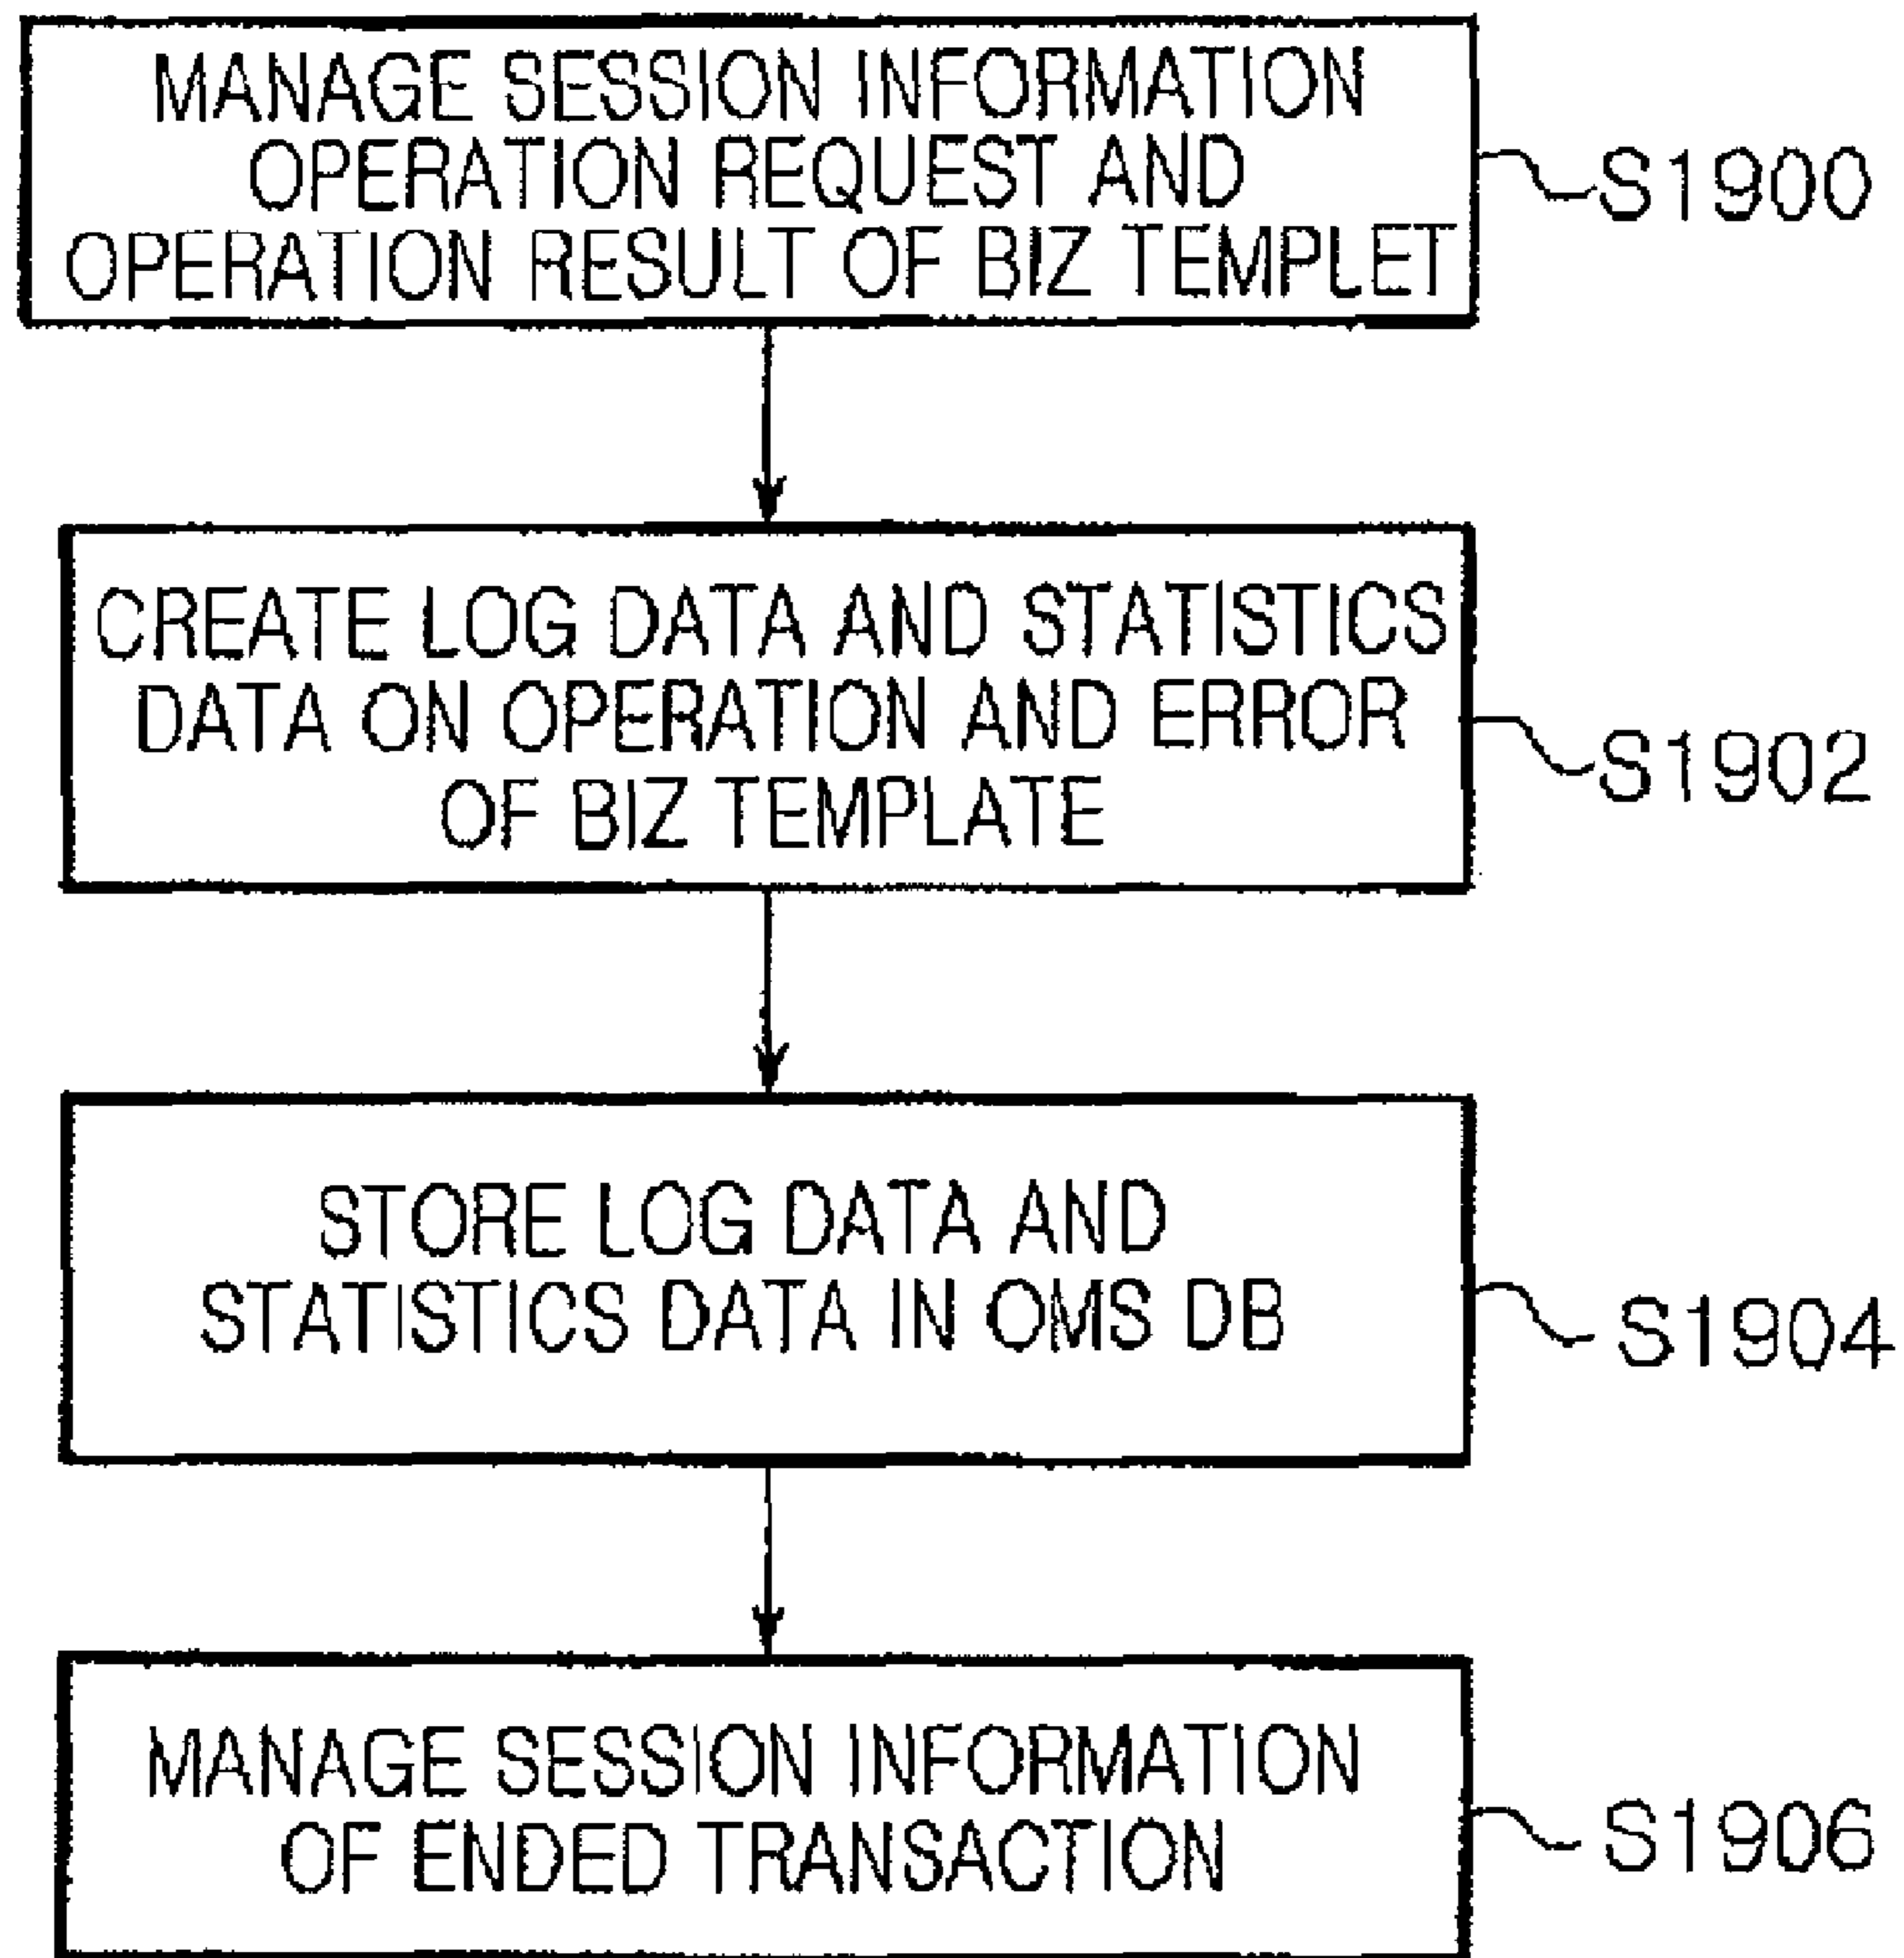 MANAGE SESSION INFORMATION
OPERATION REQUEST AND
OPERATION RESULT OF BIZ TEMPLET
S1900
CREATE LOG DATA AND STATISTICS
DATA ON OPERATION AND ERROR
OF BIZ TEMPLATE
S1902
STORE LOG DATA AND
STATISTICS DATA IN OMS DB
S1904
MANAGE SESSION INFORMATION
OF ENDED TRANSACTION
S1906